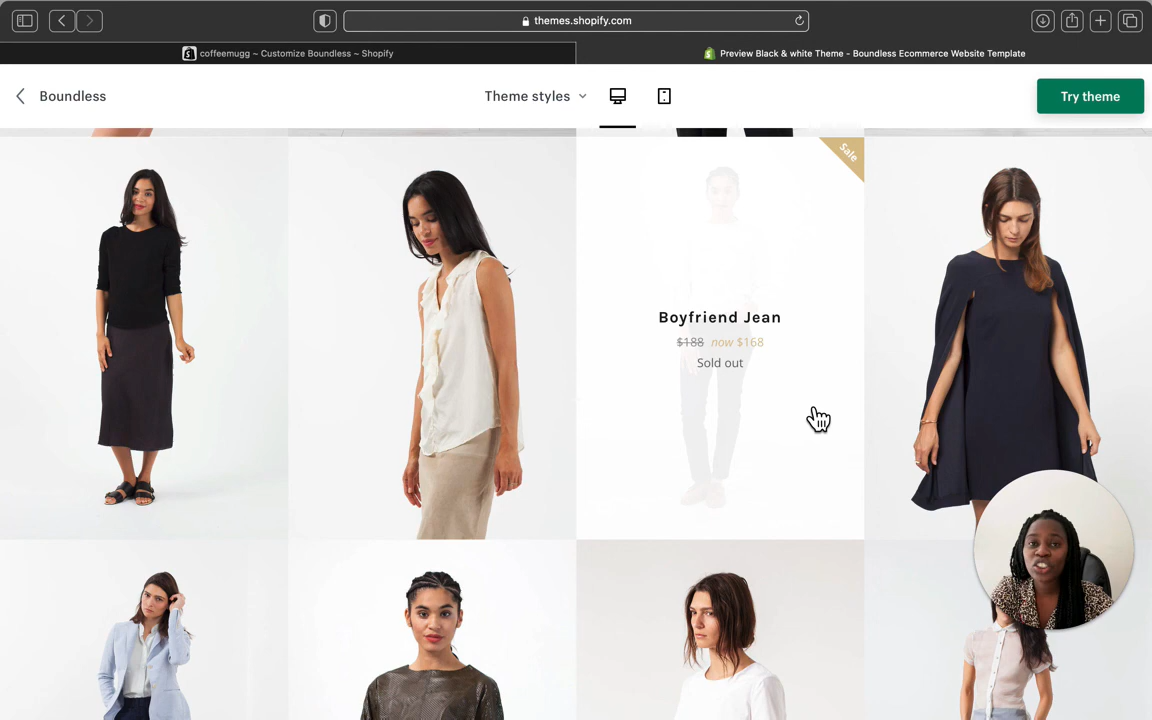 themes.shopify.com
coffeemugg ~ Customize Boundless ~ Shopify
Preview Black & white Theme - Boundless Ecommerce Website Template
Boundless
Theme styles
Try theme
Sale
Boyfriend Jean
$188 now $168
Sold out